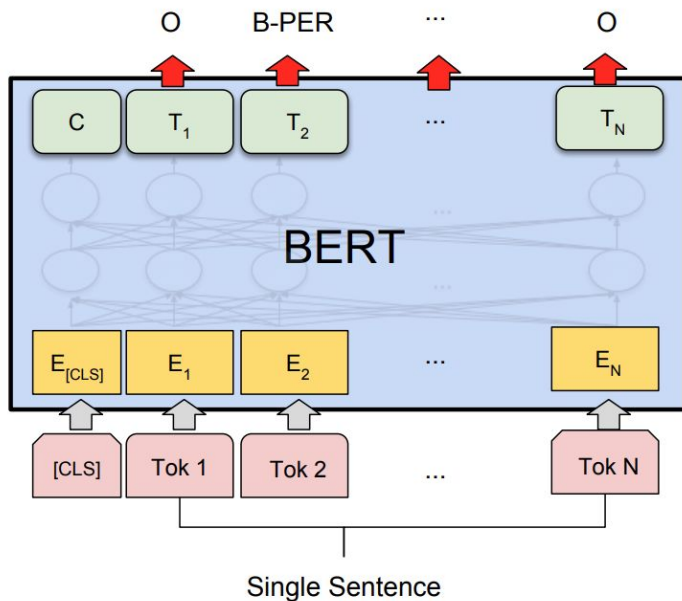 O B-PER ... O
C T1 T2 ... TN
...
BERT
...
E[CLS] E1 E2 ... EN
[CLS] Tok 1 Tok 2 ... Tok N
Single Sentence